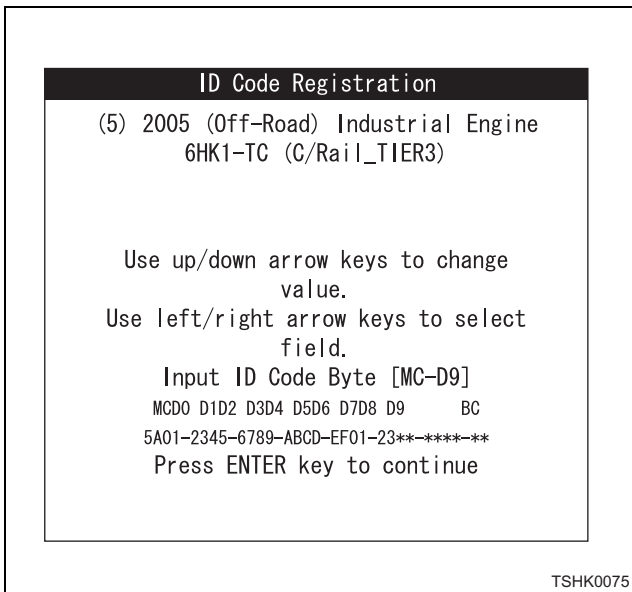 ID Code Registration
(5) 2005 (Off-Road) Industrial Engine
6HK1-TC (C/Rail_TIER3)
Use up/down arrow keys to change
value.
Use left/right arrow keys to select
field.
Input ID Code Byte [MC-D9]
MCD0 D1D2 D3D4 D5D6 D7D8 D9 BC
5A01-2345-6789-ABCD-EF01-23**-****-**
Press ENTER key to continue
TSHK0075